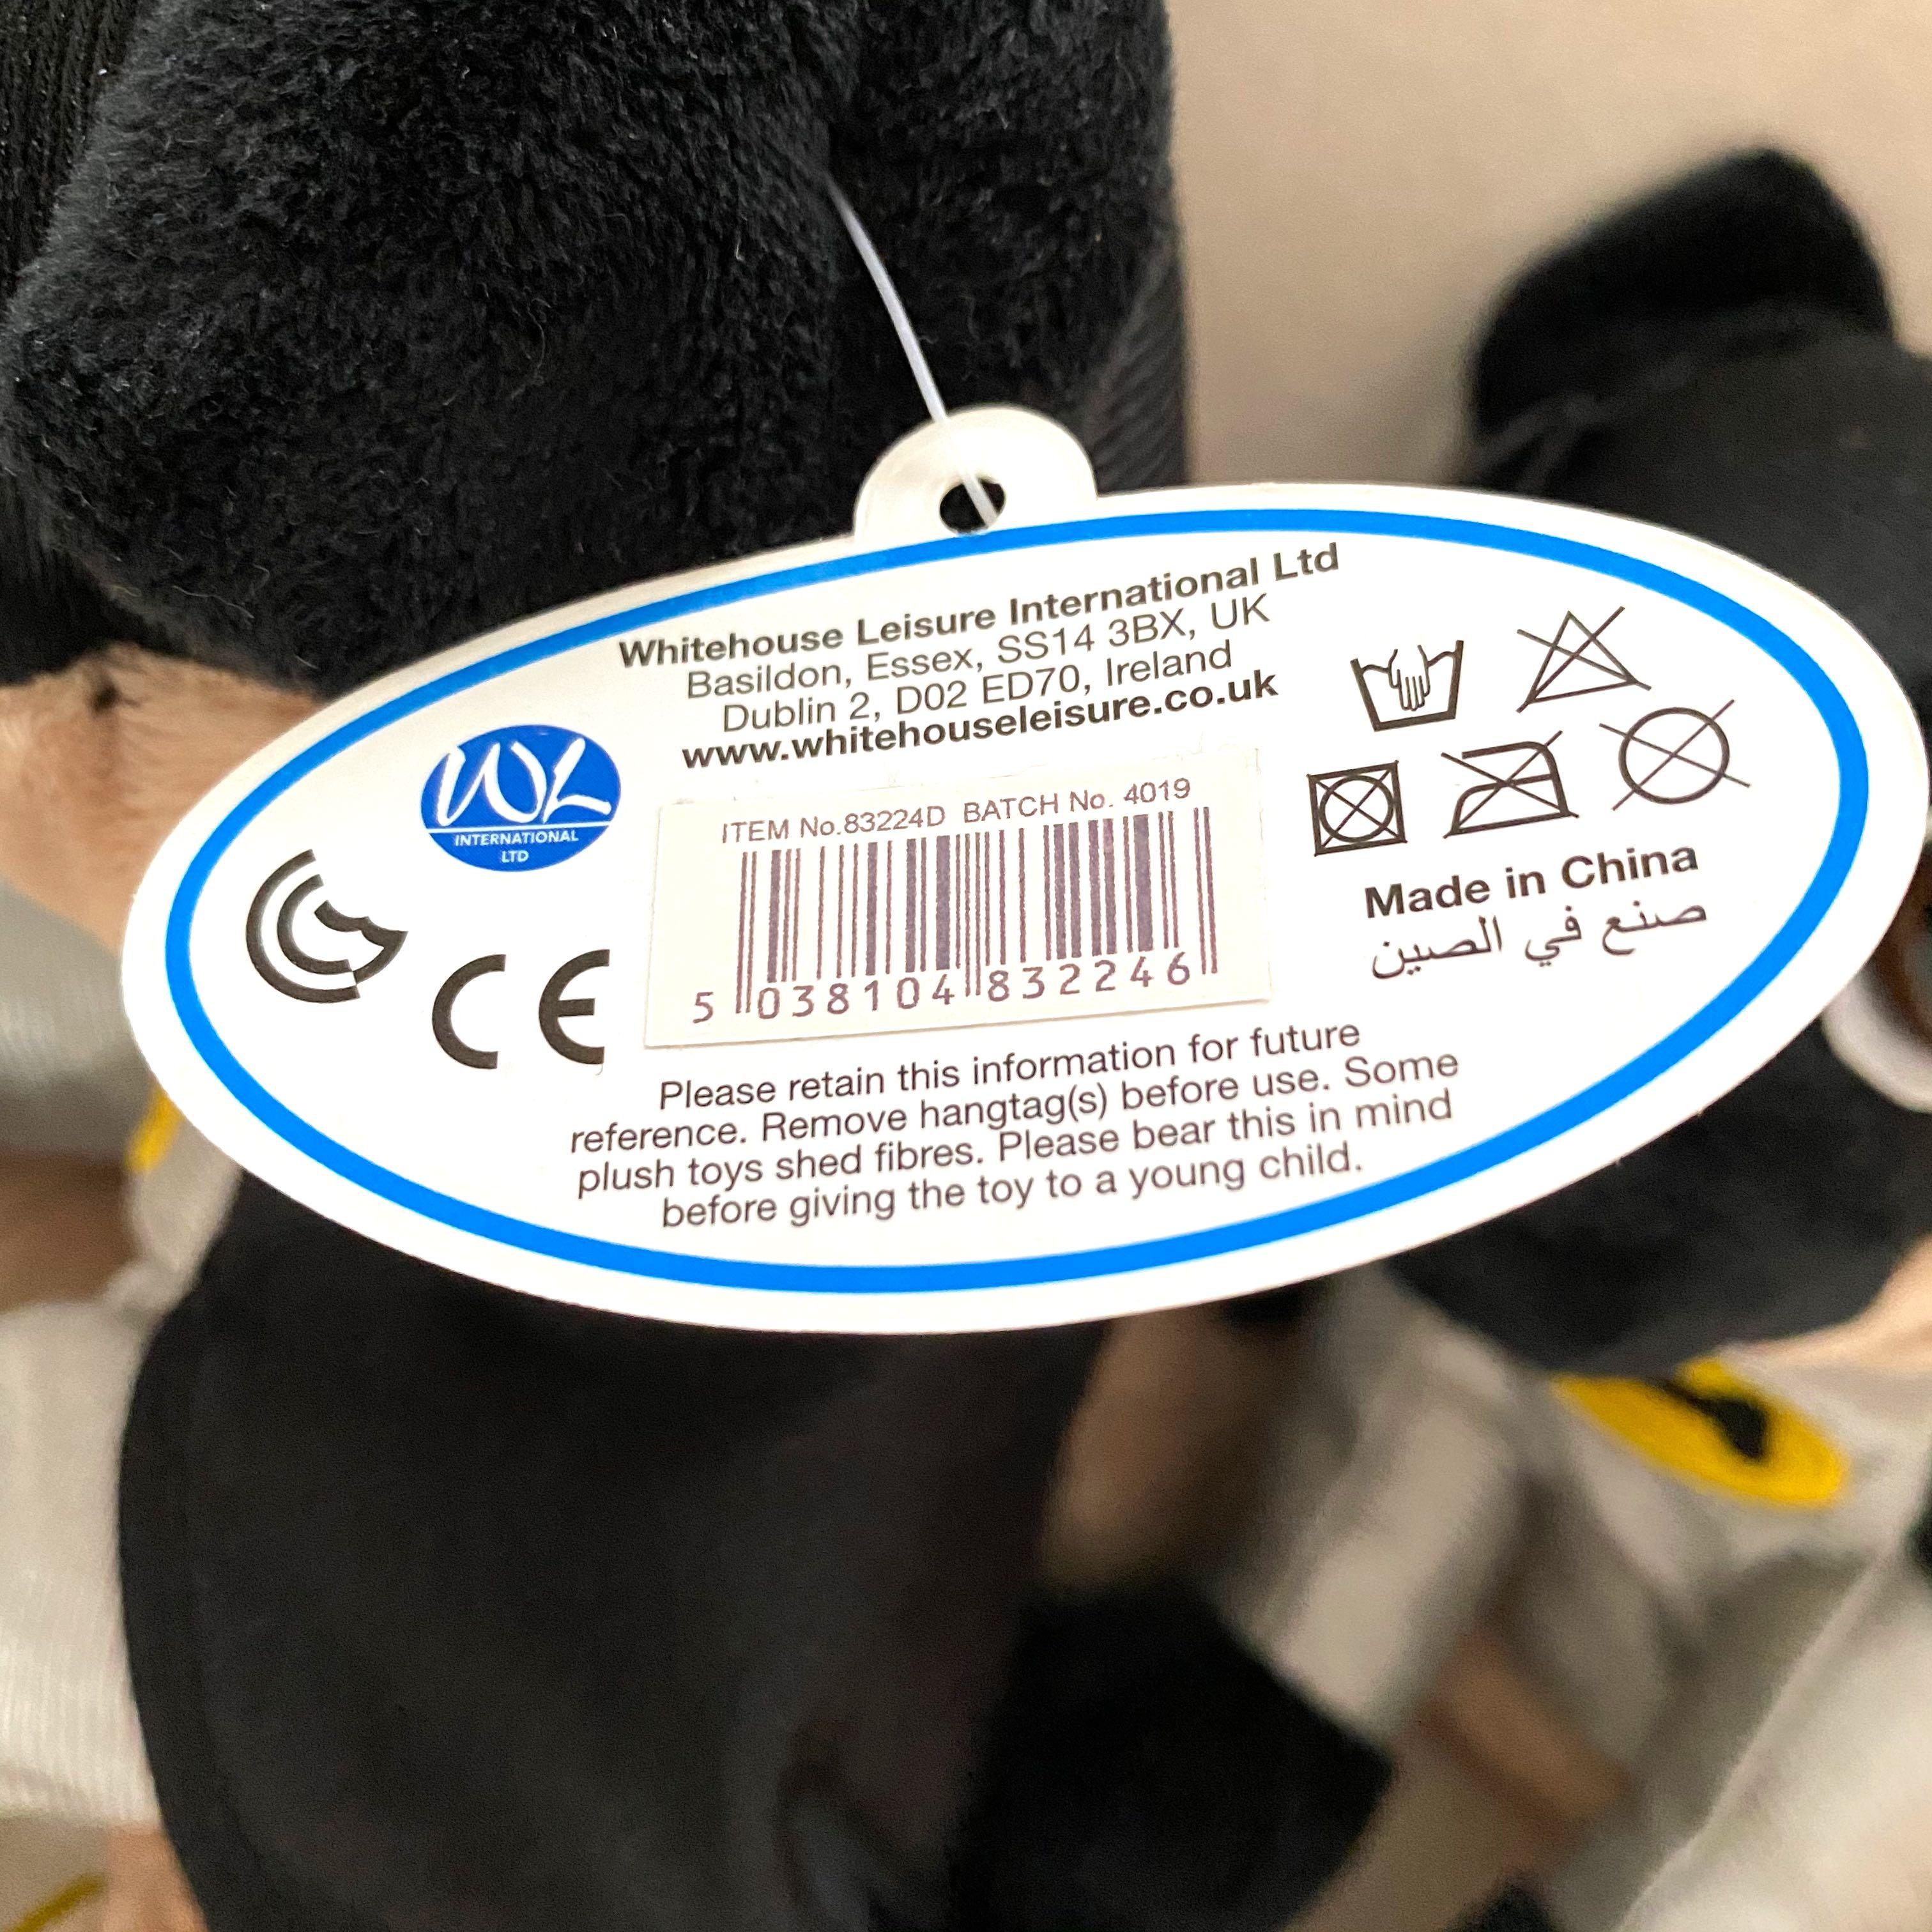 Whitehouse Leisure International Ltd
Basildon, Essex, SS14 3BX, UK
Dublin 2, D02 ED70, Ireland
www.whitehouseleisure.co.uk
WL
INTERNATIONAL
LTD
ITEM No.83224D BATCH No. 4019
5 038104 832246
CE
Made in China
صنع في الصين
Please retain this information for future
reference. Remove hangtag(s) before use. Some
plush toys shed fibres. Please bear this in mind
before giving the toy to a young child.